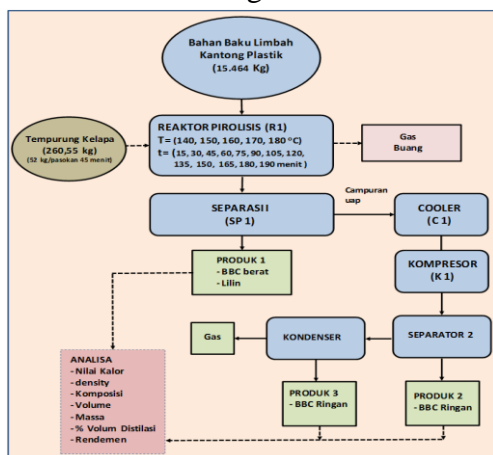 Bahan Baku Limbah
Kantong Plastik
(15.464 Kg)
Tempurung Kelapa
(260,55 kg)
(52 kg/pasokan 45 menit)
REAKTOR PIROLISIS (R1)
T= (140, 150, 160, 170, 180 °C)
t= (15, 30, 45, 60, 75, 90, 105, 120,
135, 150, 165, 180, 190 menit )
Gas
Buang
SEPARASI I
(SP 1)
Campuran
uap
COOLER
(C 1)
PRODUK 1
- BBC berat
- Lilin
KOMPRESOR
(K 1)
Gas
KONDENSER
SEPARATOR 2
ANALISA
- Nilai Kalor
- density
- Komposisi
- Volume
- Massa
- % Volum Distilasi
- Rendemen
PRODUK 3
- BBC Ringan
PRODUK 2
- BBC Ringan